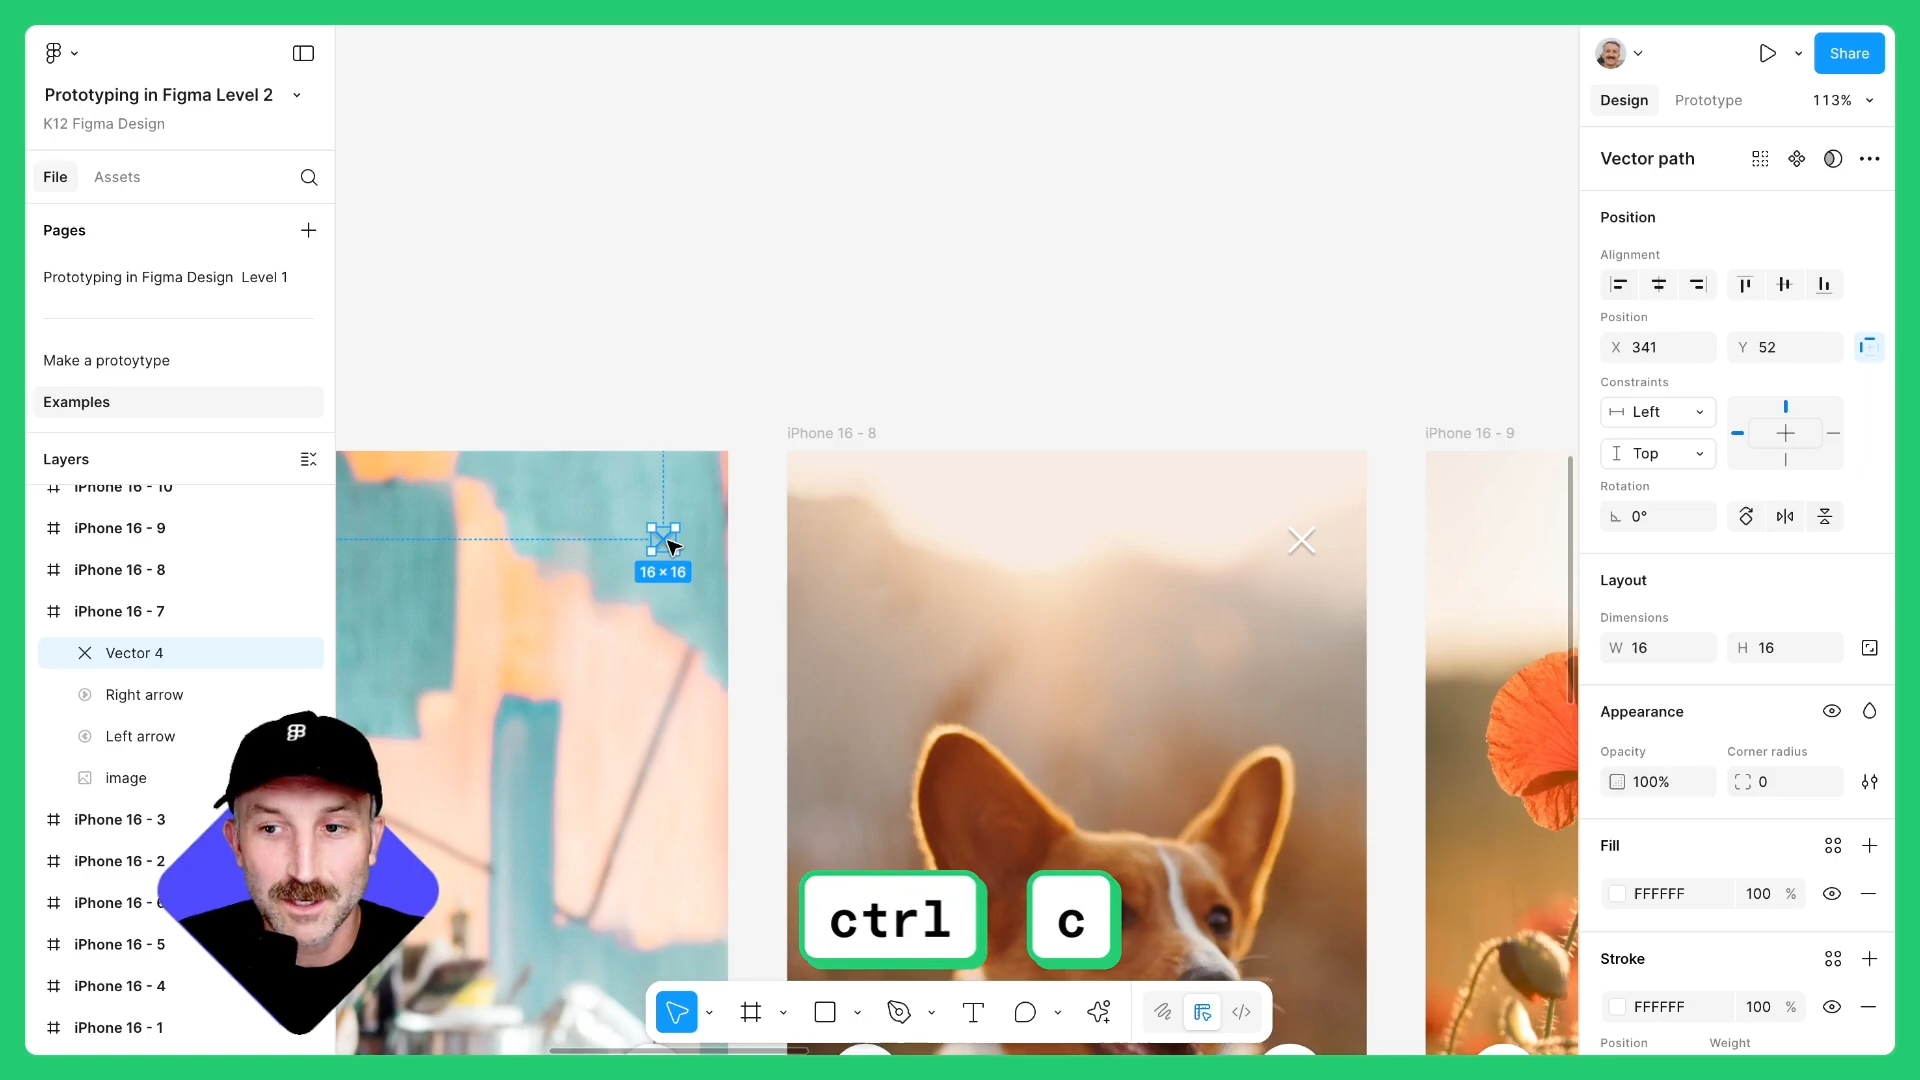 Prototyping in Figma Level 2
K12 Figma Design
File
Assets
Pages
Prototyping in Figma Design Level 1
Make a protoytype
Examples
Layers
iPhone 16 - 10
iPhone 16 - 9
iPhone 16 - 8
iPhone 16 - 7
Vector 4
Right arrow
Left arrow
image
iPhone 16 - 3
iPhone 16 - 2
iPhone 16 - 6
iPhone 16 - 5
iPhone 16 - 4
iPhone 16 - 1
16 × 16
iPhone 16 - 8
iPhone 16 - 9
ctrl
c
Share
Design
Prototype
113%
Vector path
Position
Alignment
Position
X 341
Y 52
Constraints
Left
Top
Rotation
0°
Layout
Dimensions
W 16
H 16
Appearance
Opacity
Corner radius
100%
0
Fill
FFFFFF
100 %
Stroke
FFFFFF
100 %
Position
Weight